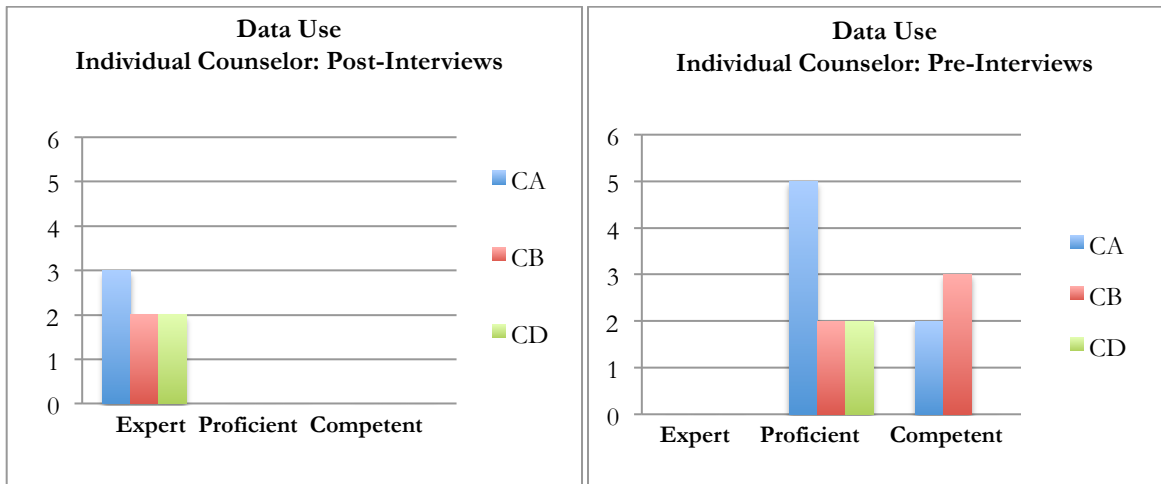 Data Use
Individual Counselor: Post-Interviews
6
5
4
3
2
1
0
Expert Proficient Competent
CA
CB
CD
Data Use
Individual Counselor: Pre-Interviews
6
5
4
3
2
1
0
Expert Proficient Competent
CA
CB
CD